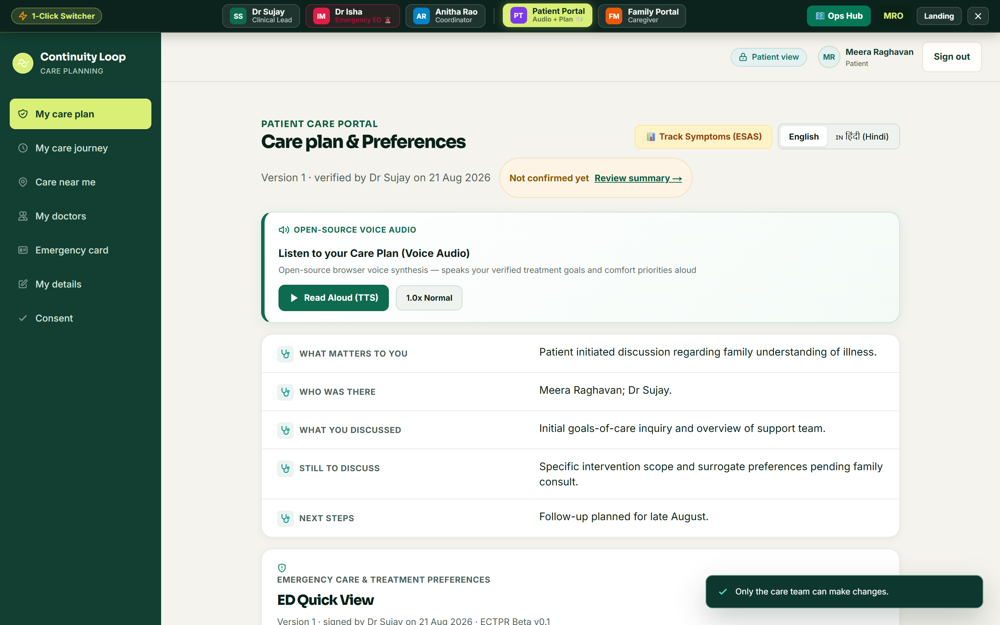 1-Click Switcher
SS
Dr Sujay
Clinical Lead
IM
Dr Isha
Emergency ED
AR
Anitha Rao
Coordinator
PT
Patient Portal
Audio + Plan
FM
Family Portal
Caregiver
Ops Hub
MRO
Landing
Continuity Loop
CARE PLANNING
My care plan
My care journey
Care near me
My doctors
Emergency card
My details
Consent
Patient view
MR
Meera Raghavan
Patient
Sign out
PATIENT CARE PORTAL
Care plan & Preferences
Track Symptoms (ESAS)
English
IN हिंदी (Hindi)
Version 1 · verified by Dr Sujay on 21 Aug 2026
Not confirmed yet Review summary →
OPEN-SOURCE VOICE AUDIO
Listen to your Care Plan (Voice Audio)
Open-source browser voice synthesis — speaks your verified treatment goals and comfort priorities aloud
Read Aloud (TTS)
1.0x Normal
WHAT MATTERS TO YOU
Patient initiated discussion regarding family understanding of illness.
WHO WAS THERE
Meera Raghavan; Dr Sujay.
WHAT YOU DISCUSSED
Initial goals-of-care inquiry and overview of support team.
STILL TO DISCUSS
Specific intervention scope and surrogate preferences pending family
consult.
NEXT STEPS
Follow-up planned for late August.
EMERGENCY CARE & TREATMENT PREFERENCES
ED Quick View
Version 1 · signed by Dr Sujay on 21 Aug 2026 · ECTPR Beta v0.1
Only the care team can make changes.